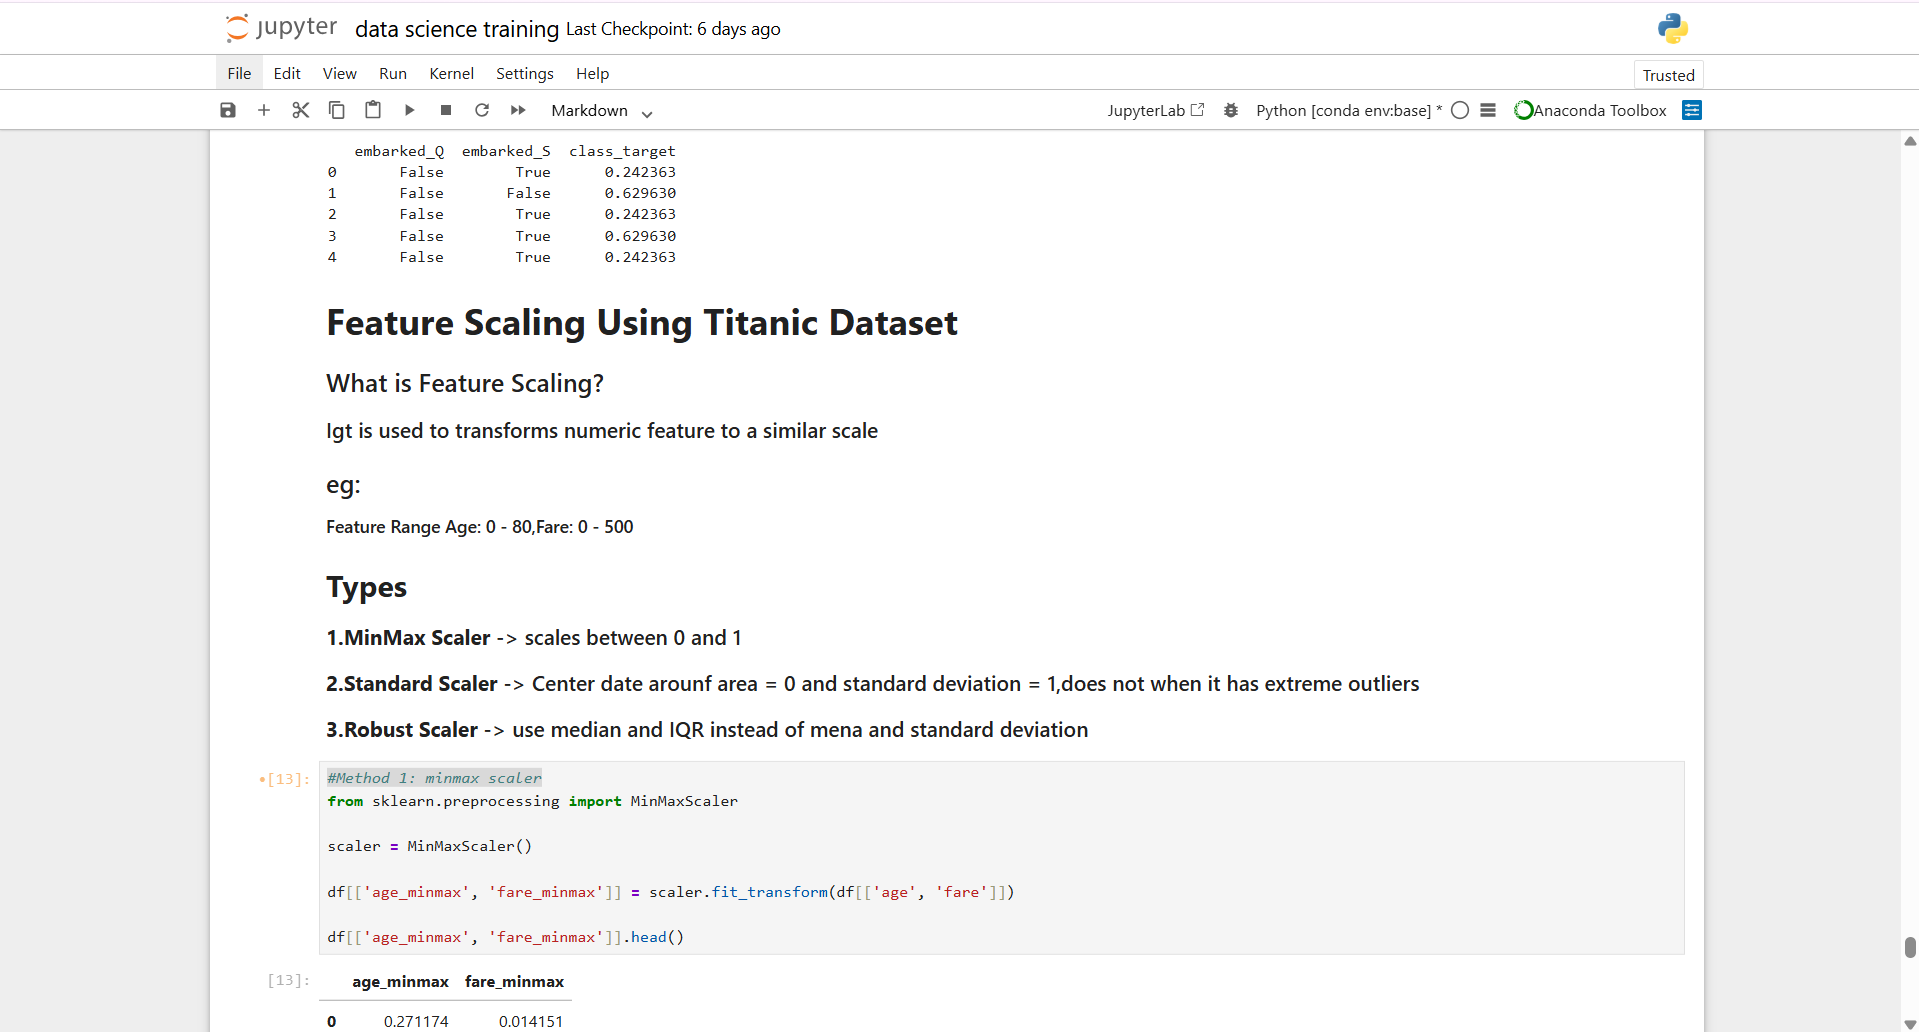 jupyter data science training Last Checkpoint: 6 days ago
File Edit View Run Kernel Settings Help Trusted
Markdown JupyterLab Python [conda env:base] * Anaconda Toolbox
embarked_Q embarked_S class_target
0 False True 0.242363
1 False False 0.629630
2 False True 0.242363
3 False True 0.629630
4 False True 0.242363
Feature Scaling Using Titanic Dataset
What is Feature Scaling?
Igt is used to transforms numeric feature to a similar scale
eg:
Feature Range Age: 0 - 80,Fare: 0 - 500
Types
1.MinMax Scaler -> scales between 0 and 1
2.Standard Scaler -> Center date arounf area = 0 and standard deviation = 1,does not when it has extreme outliers
3.Robust Scaler -> use median and IQR instead of mena and standard deviation
•[13]: #Method 1: minmax scaler
from sklearn.preprocessing import MinMaxScaler
scaler = MinMaxScaler()
df[['age_minmax', 'fare_minmax']] = scaler.fit_transform(df[['age', 'fare']])
df[['age_minmax', 'fare_minmax']].head()
[13]: age_minmax fare_minmax
0 0.271174 0.014151